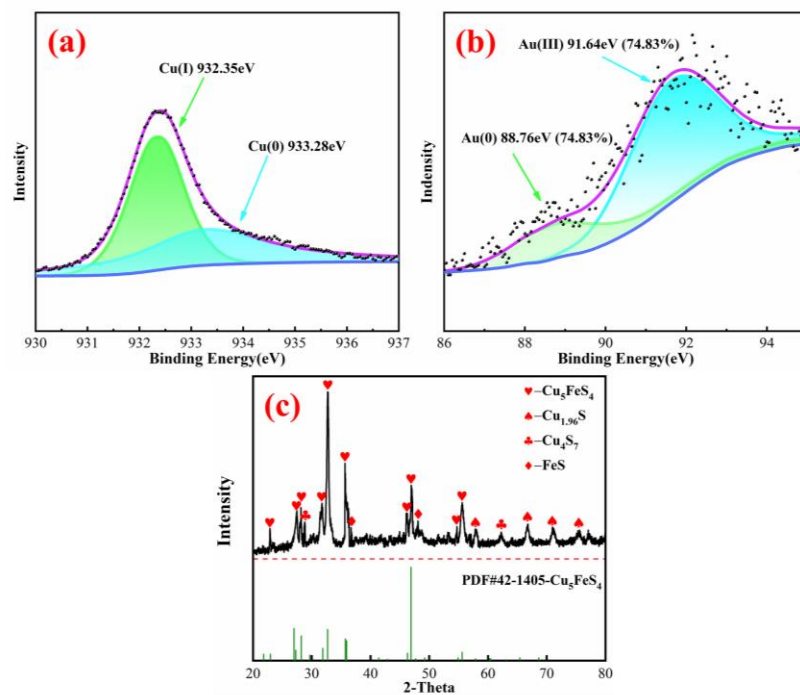 (a)
Cu(I) 932.35eV
Cu(0) 933.28eV
Intensity
930 931 932 933 934 935 936 937
Binding Energy(eV)
(b)
Au(III) 91.64eV (74.83%)
Au(0) 88.76eV (74.83%)
Indensity
86 88 90 92 94
Binding Energy(eV)
(c)
♥–Cu₅FeS₄
♠–Cu₁.₉₆S
♣–Cu₄S₇
♦–FeS
Intensity
PDF#42-1405-Cu₅FeS₄
20 30 40 50 60 70 80
2-Theta